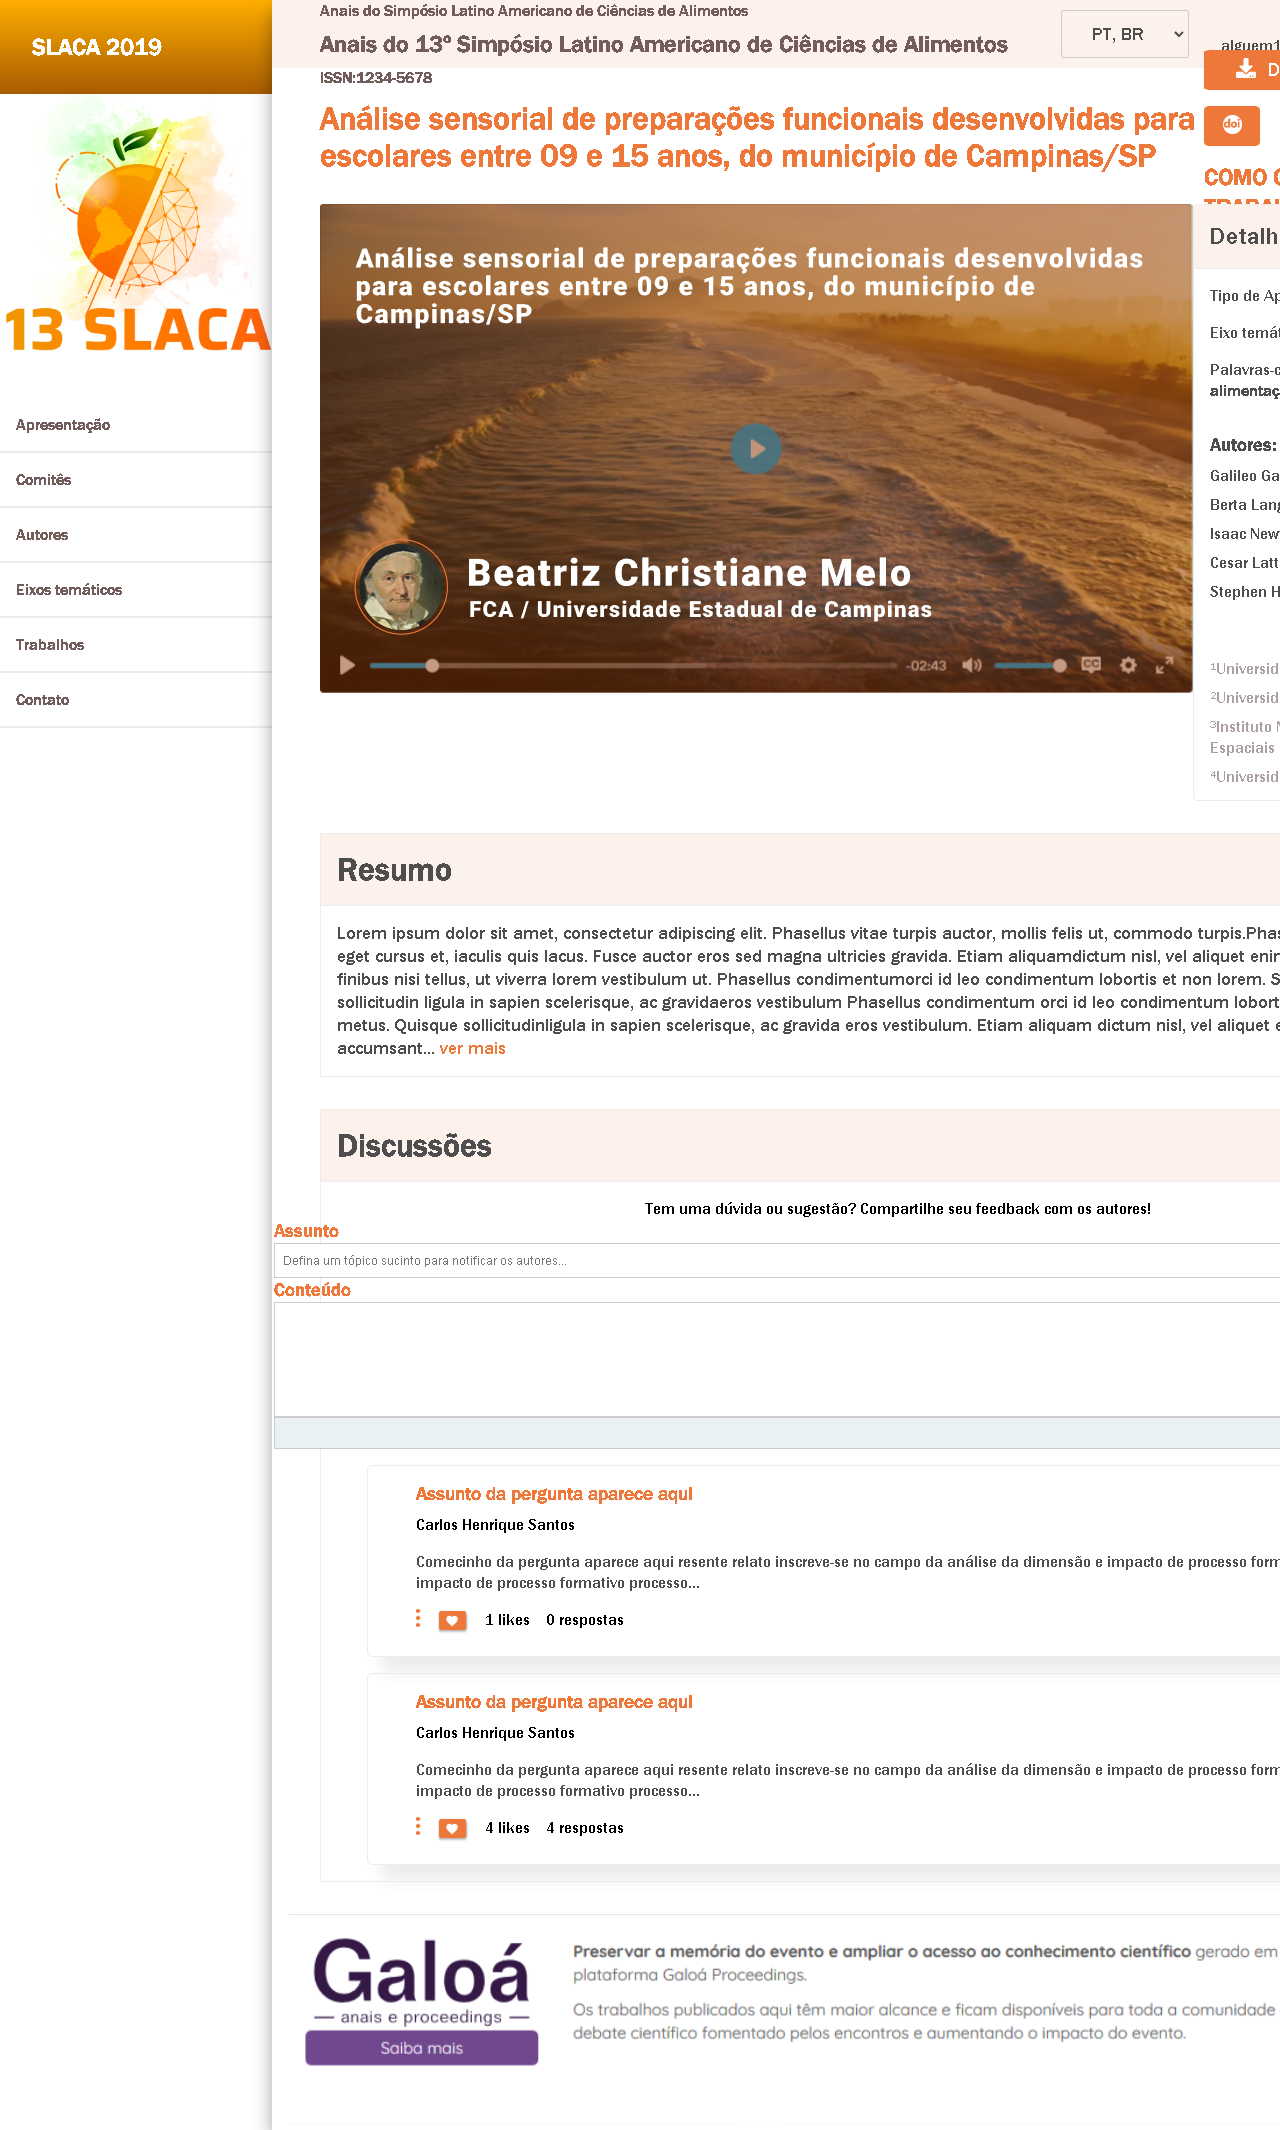 SLACA 2019
13 SLACA
Apresentação
Comitês
Autores
Eixos temáticos
Trabalhos
Contato
Anais do Simpósio Latino Americano de Ciências de Alimentos
Anais do 13º Simpósio Latino Americano de Ciências de Alimentos
PT, BR
alguem1
ISSN:1234-5678
D
doi
Análise sensorial de preparações funcionais desenvolvidas para
escolares entre 09 e 15 anos, do município de Campinas/SP
COMO
Análise sensorial de preparações funcionais desenvolvidas
para escolares entre 09 e 15 anos, do município de
Campinas/SP
Beatriz Christiane Melo
FCA / Universidade Estadual de Campinas
-02:43
CC
Detalh
Tipo de Ap
Eixo temát
Palavras-c
alimentaç
Autores:
Galileo Ga
Berta Lang
Isaac New
Cesar Latt
Stephen H
¹Universid
²Universid
³Instituto N
Espaciais
⁴Universid
Resumo
Lorem ipsum dolor sit amet, consectetur adipiscing elit. Phasellus vitae turpis auctor, mollis felis ut, commodo turpis.Phas
eget cursus et, iaculis quis lacus. Fusce auctor eros sed magna ultricies gravida. Etiam aliquamdictum nisl, vel aliquet enim
finibus nisi tellus, ut viverra lorem vestibulum ut. Phasellus condimentumorci id leo condimentum lobortis et non lorem. S
sollicitudin ligula in sapien scelerisque, ac gravidaeros vestibulum Phasellus condimentum orci id leo condimentum lobort
metus. Quisque sollicitudinligula in sapien scelerisque, ac gravida eros vestibulum. Etiam aliquam dictum nisl, vel aliquet e
accumsant... ver mais
Discussões
Tem uma dúvida ou sugestão? Compartilhe seu feedback com os autores!
Assunto
Defina um tópico sucinto para notificar os autores...
Conteúdo
Assunto da pergunta aparece aqui
Carlos Henrique Santos
Comecinho da pergunta aparece aqui resente relato inscreve-se no campo da análise da dimensão e impacto de processo form
impacto de processo formativo processo...
1 likes 0 respostas
Assunto da pergunta aparece aqui
Carlos Henrique Santos
Comecinho da pergunta aparece aqui resente relato inscreve-se no campo da análise da dimensão e impacto de processo form
impacto de processo formativo processo...
4 likes 4 respostas
Galoá
anais e proceedings
Saiba mais
Preservar a memória do evento e ampliar o acesso ao conhecimento científico gerado em
plataforma Galoá Proceedings.
Os trabalhos publicados aqui têm maior alcance e ficam disponíveis para toda a comunidade
debate científico fomentado pelos encontros e aumentando o impacto do evento.